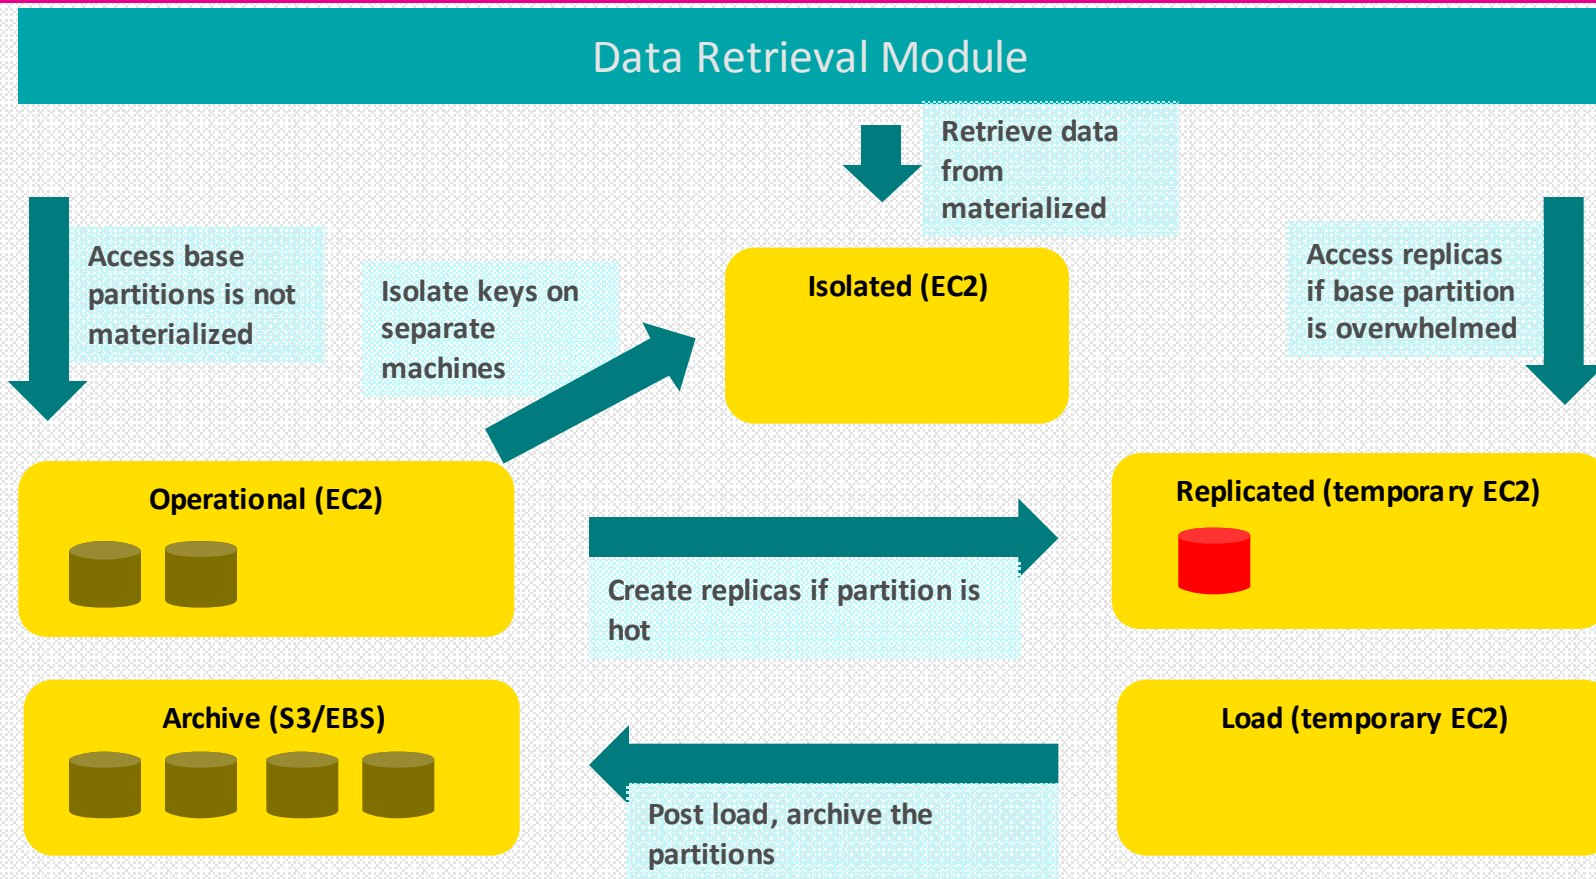 Data Retrieval Module
Retrieve data
from
materialized
Access base
partitions is not
materialized
Isolate keys on
separate
machines
Isolated (EC2)
Access replicas
if base partition
is overwhelmed
Operational (EC2)
Replicated (temporary EC2)
Create replicas if partition is
hot
Archive (S3/EBS)
Load (temporary EC2)
Post load, archive the
partitions